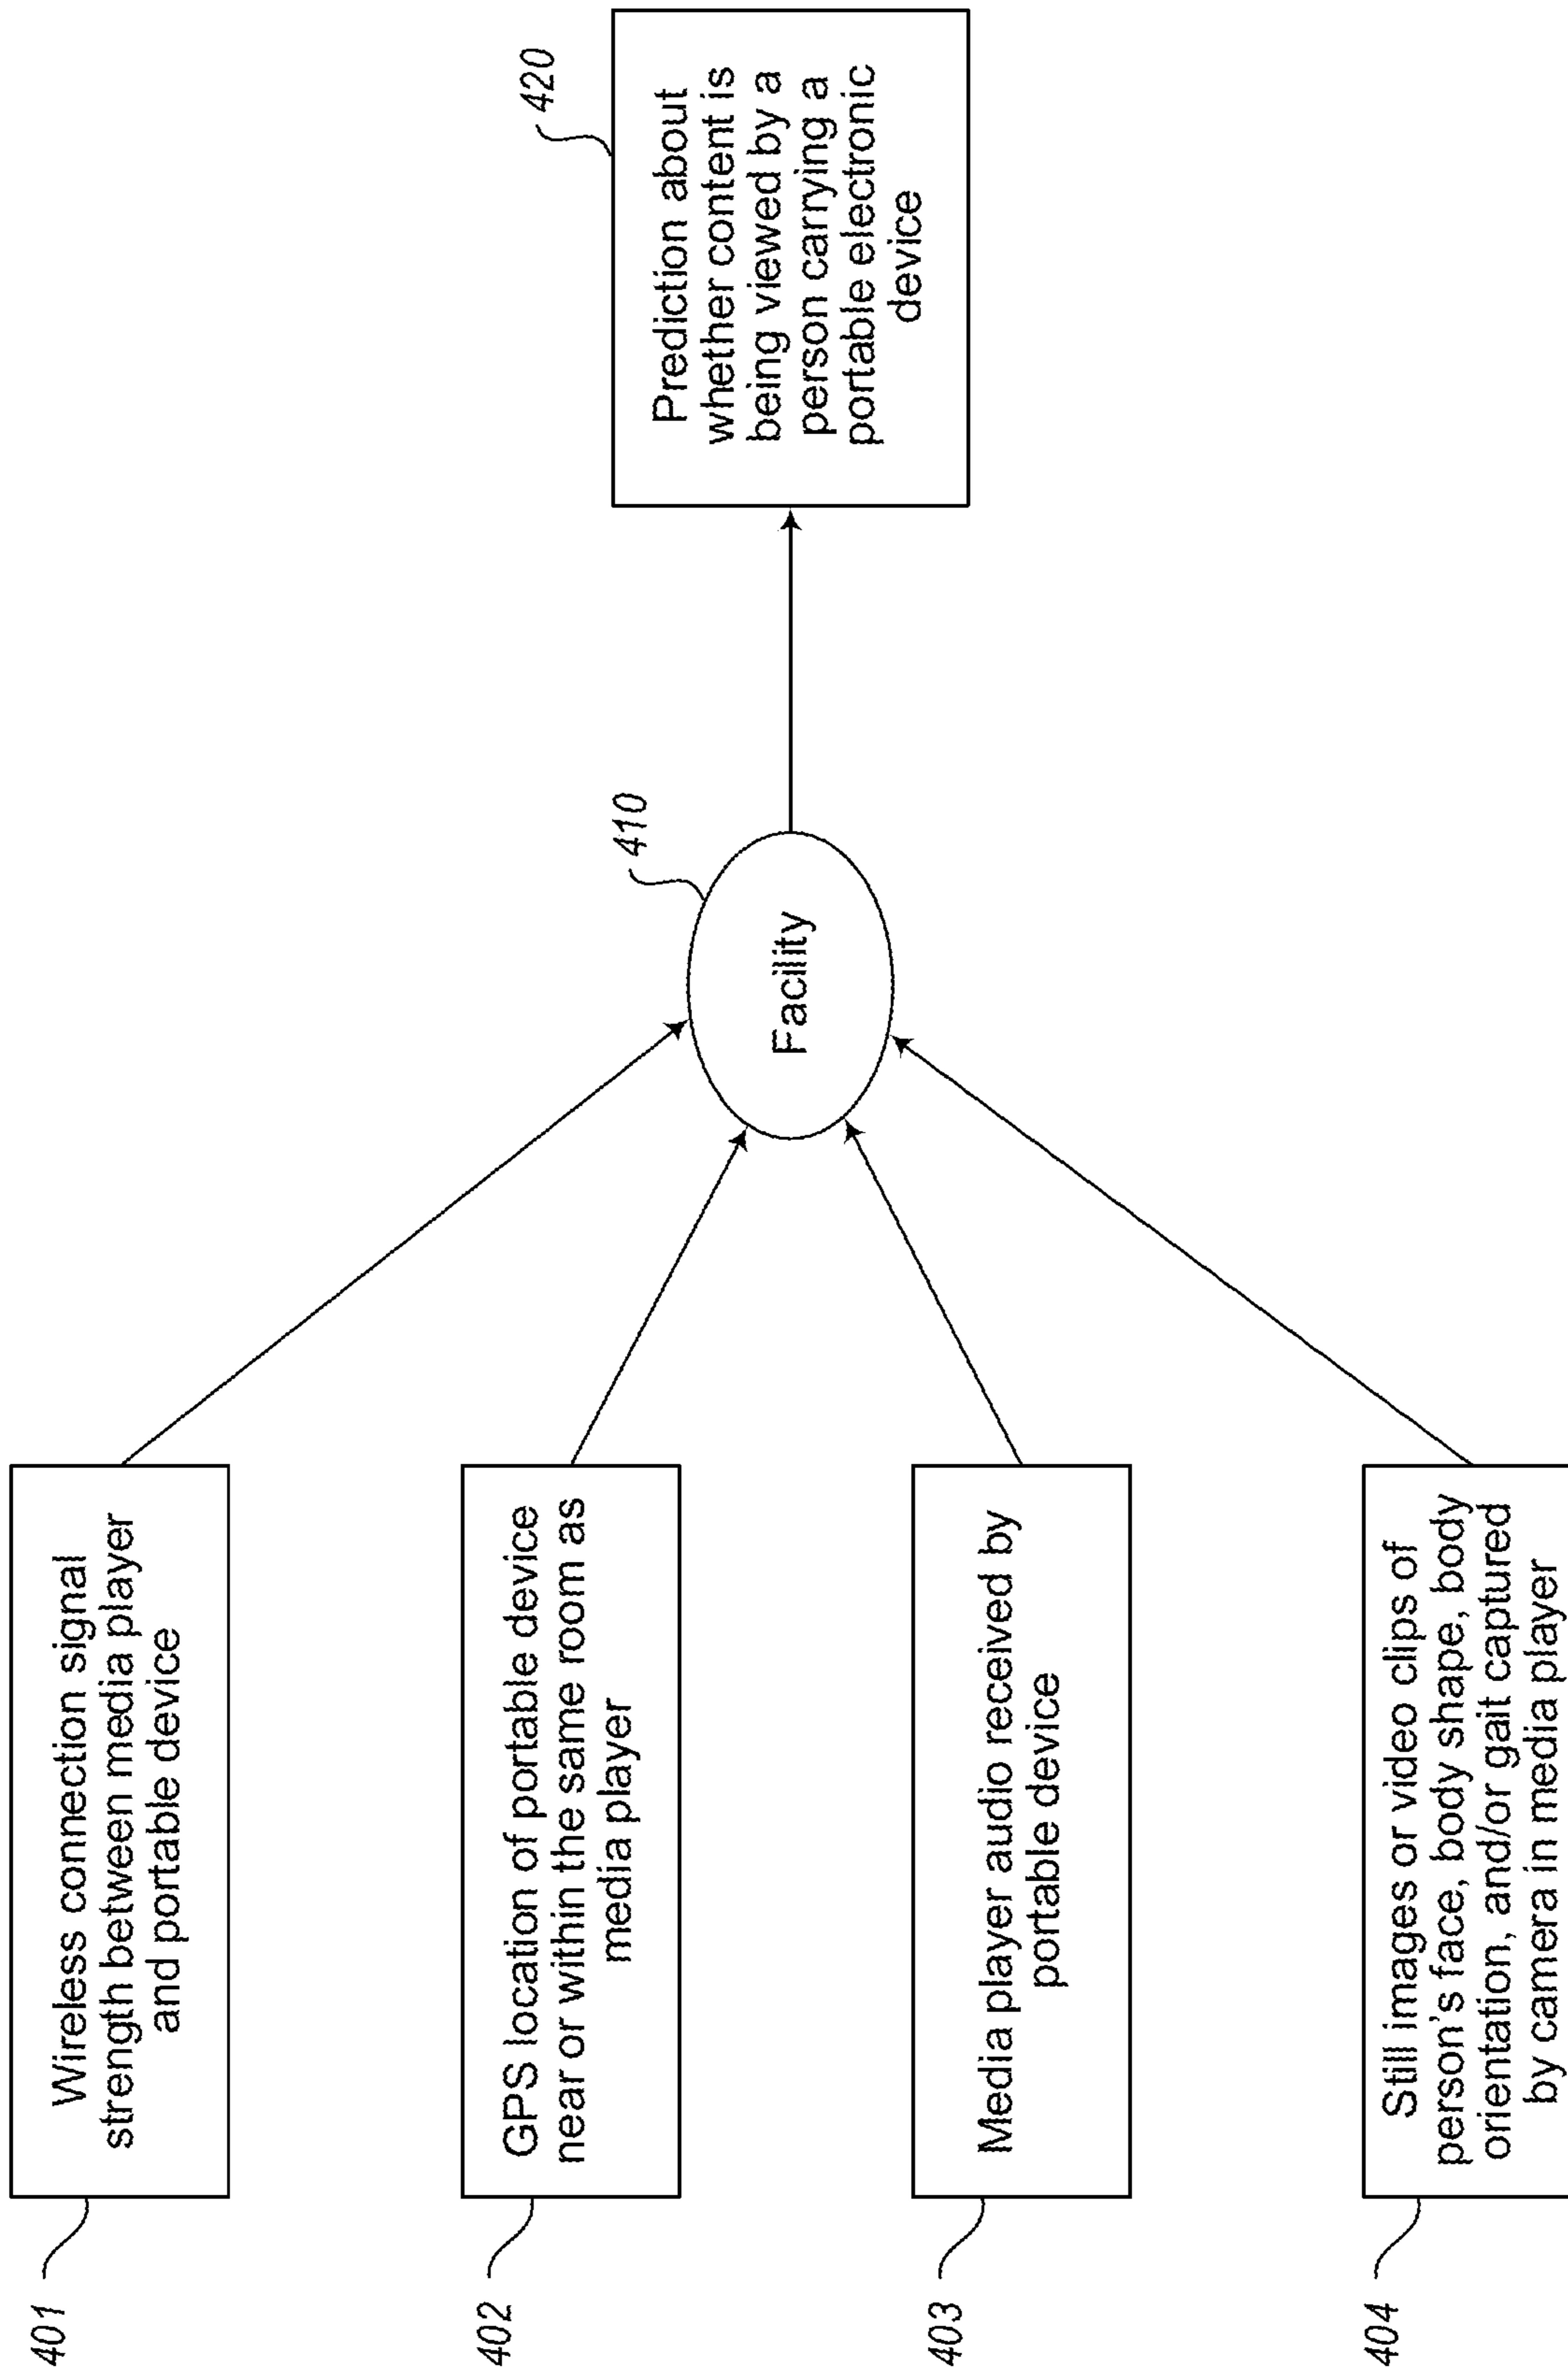 401
Wireless connection signal
strength between media player
and portable device
402
GPS location of portable device
near or within the same room as
media player
403
Media player audio received by
portable device
404
Still images or video clips of
person's face, body shape, body
orientation, and/or gait captured
by camera in media player
410
Facility
420
Prediction about
whether content is
being viewed by a
person carrying a
portable electronic
device